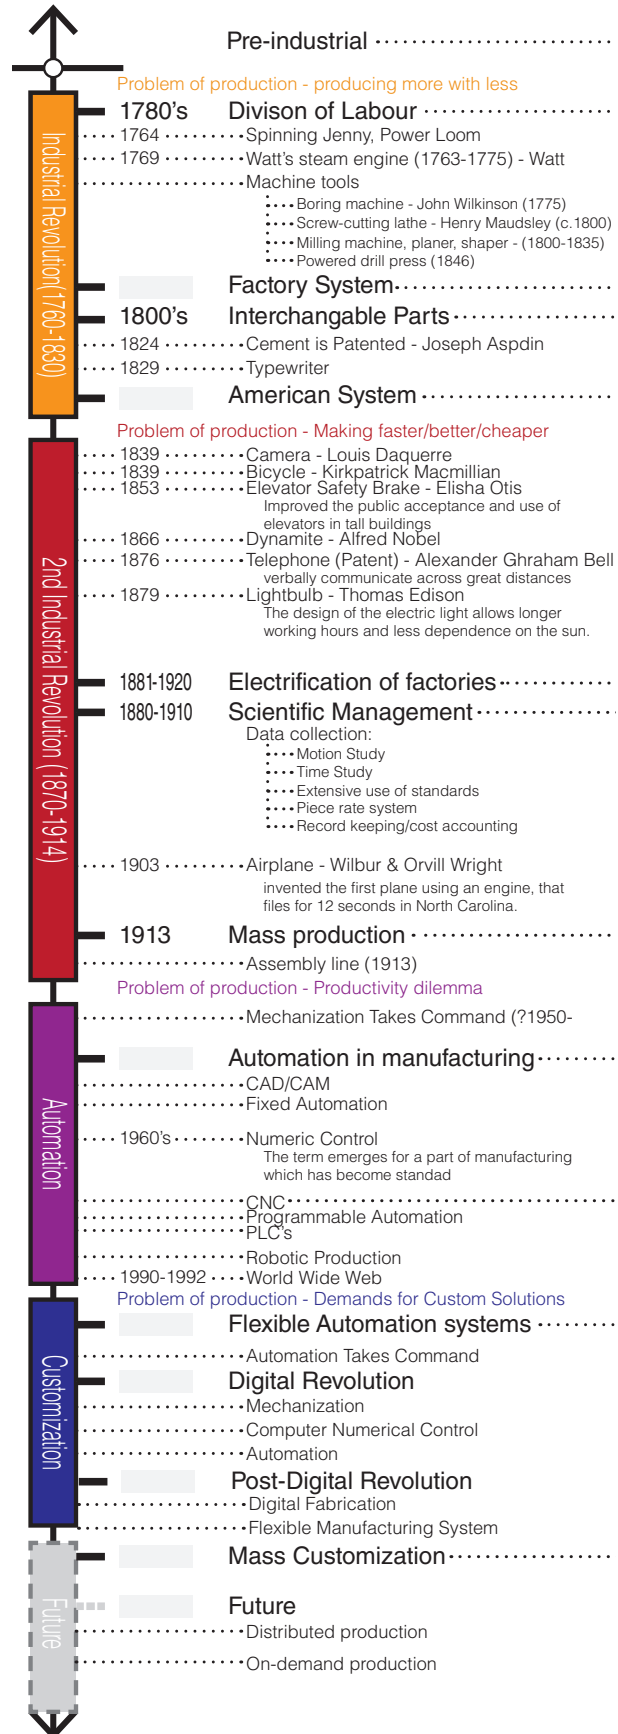 Pre-industrial
Problem of production - producing more with less
Industrial Revolution(1760-1830)
1780's Divison of Labour
1764 Spinning Jenny, Power Loom
1769 Watt's steam engine (1763-1775) - Watt
Machine tools
Boring machine - John Wilkinson (1775)
Screw-cutting lathe - Henry Maudsley (c.1800)
Milling machine, planer, shaper - (1800-1835)
Powered drill press (1846)
Factory System
1800's Interchangable Parts
1824 Cement is Patented - Joseph Aspdin
1829 Typewriter
American System
Problem of production - Making faster/better/cheaper
2nd Industrial Revolution (1870-1914)
1839 Camera - Louis Daquerre
1839 Bicycle - Kirkpatrick Macmillian
1853 Elevator Safety Brake - Elisha Otis
Improved the public acceptance and use of
elevators in tall buildings
1866 Dynamite - Alfred Nobel
1876 Telephone (Patent) - Alexander Ghraham Bell
verbally communicate across great distances
1879 Lightbulb - Thomas Edison
The design of the electric light allows longer
working hours and less dependence on the sun.
1881-1920 Electrification of factories
1880-1910 Scientific Management
Data collection:
Motion Study
Time Study
Extensive use of standards
Piece rate system
Record keeping/cost accounting
1903 Airplane - Wilbur & Orvill Wright
invented the first plane using an engine, that
files for 12 seconds in North Carolina.
1913 Mass production
Assembly line (1913)
Problem of production - Productivity dilemma
Automation
Mechanization Takes Command (?1950-
Automation in manufacturing
CAD/CAM
Fixed Automation
1960's Numeric Control
The term emerges for a part of manufacturing
which has become standad
CNC
Programmable Automation
PLC's
Robotic Production
1990-1992 World Wide Web
Problem of production - Demands for Custom Solutions
Customization
Flexible Automation systems
Automation Takes Command
Digital Revolution
Mechanization
Computer Numerical Control
Automation
Post-Digital Revolution
Digital Fabrication
Flexible Manufacturing System
Mass Customization
Future
Future
Distributed production
On-demand production